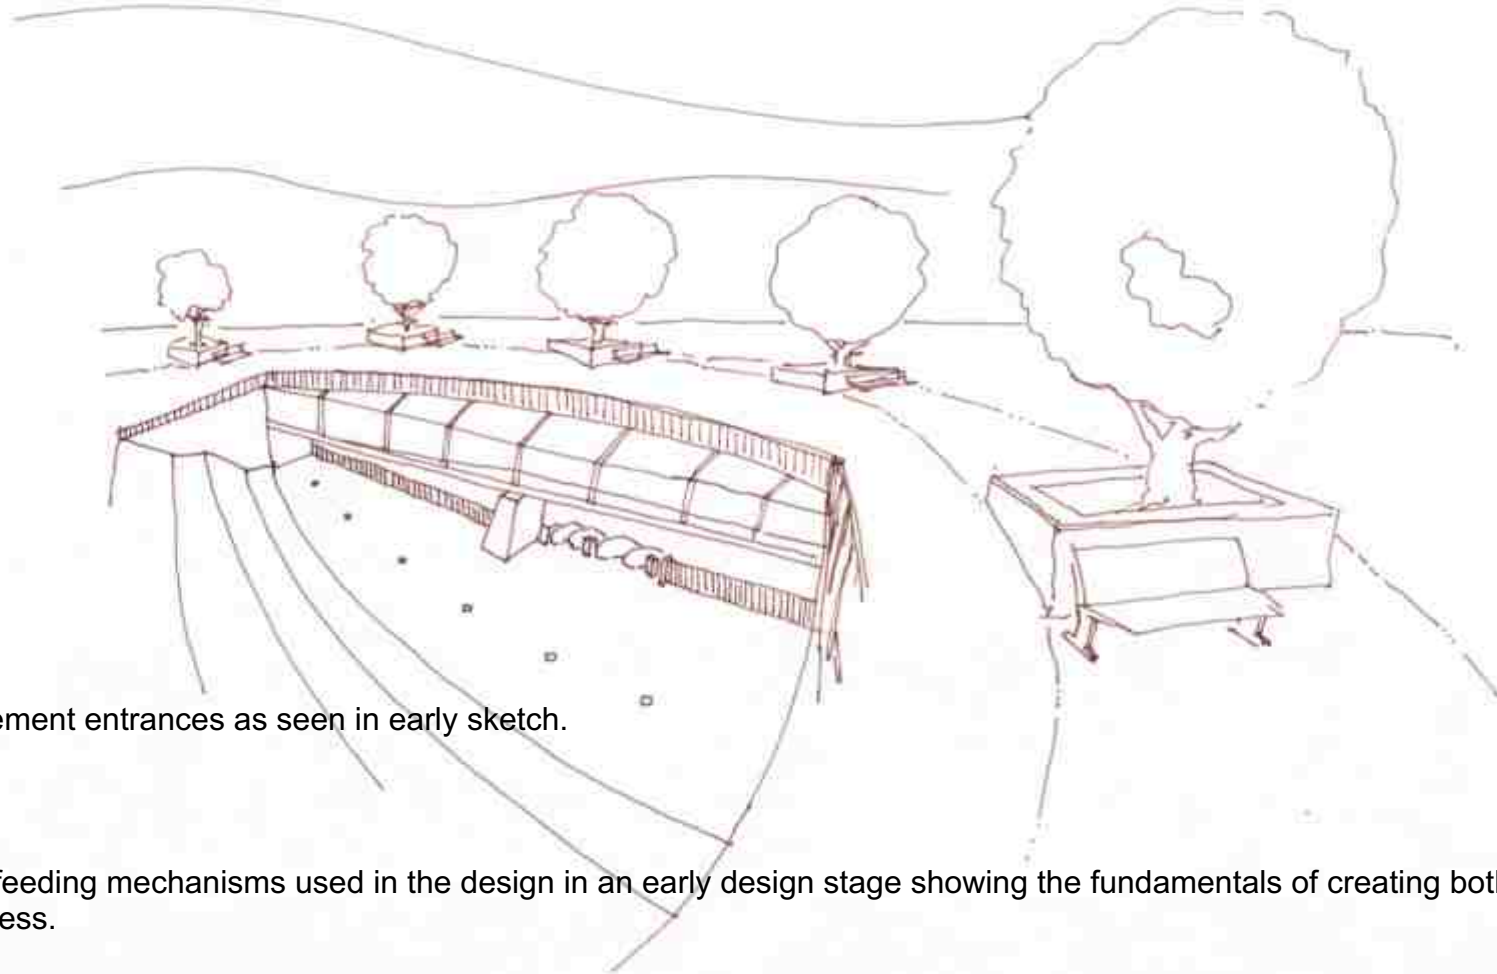 ement entrances as seen in early sketch.
feeding mechanisms used in the design in an early design stage showing the fundamentals of creating both
ess.